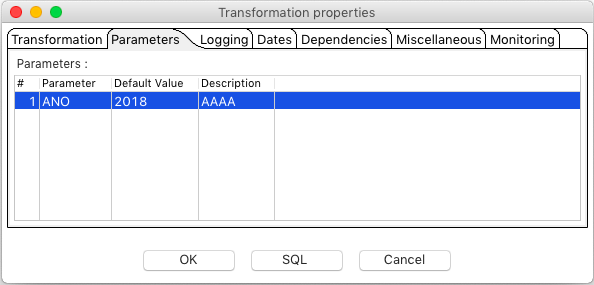 Transformation properties
Transformation Parameters Logging Dates Dependencies Miscellaneous Monitoring
Parameters :
# Parameter Default Value Description
1 ANO 2018 AAAA
OK SQL Cancel